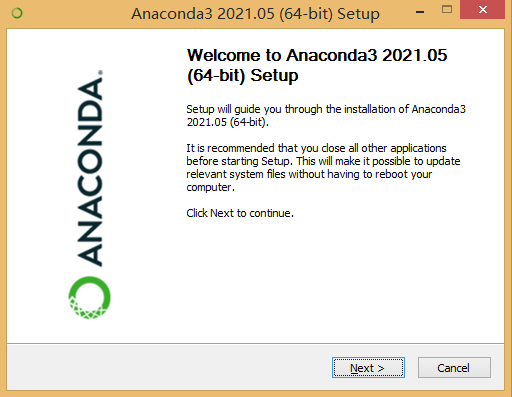 Anaconda3 2021.05 (64-bit) Setup
ANACONDA.
Welcome to Anaconda3 2021.05
(64-bit) Setup
Setup will guide you through the installation of Anaconda3
2021.05 (64-bit).
It is recommended that you close all other applications
before starting Setup. This will make it possible to update
relevant system files without having to reboot your
computer.
Click Next to continue.
Next >
Cancel